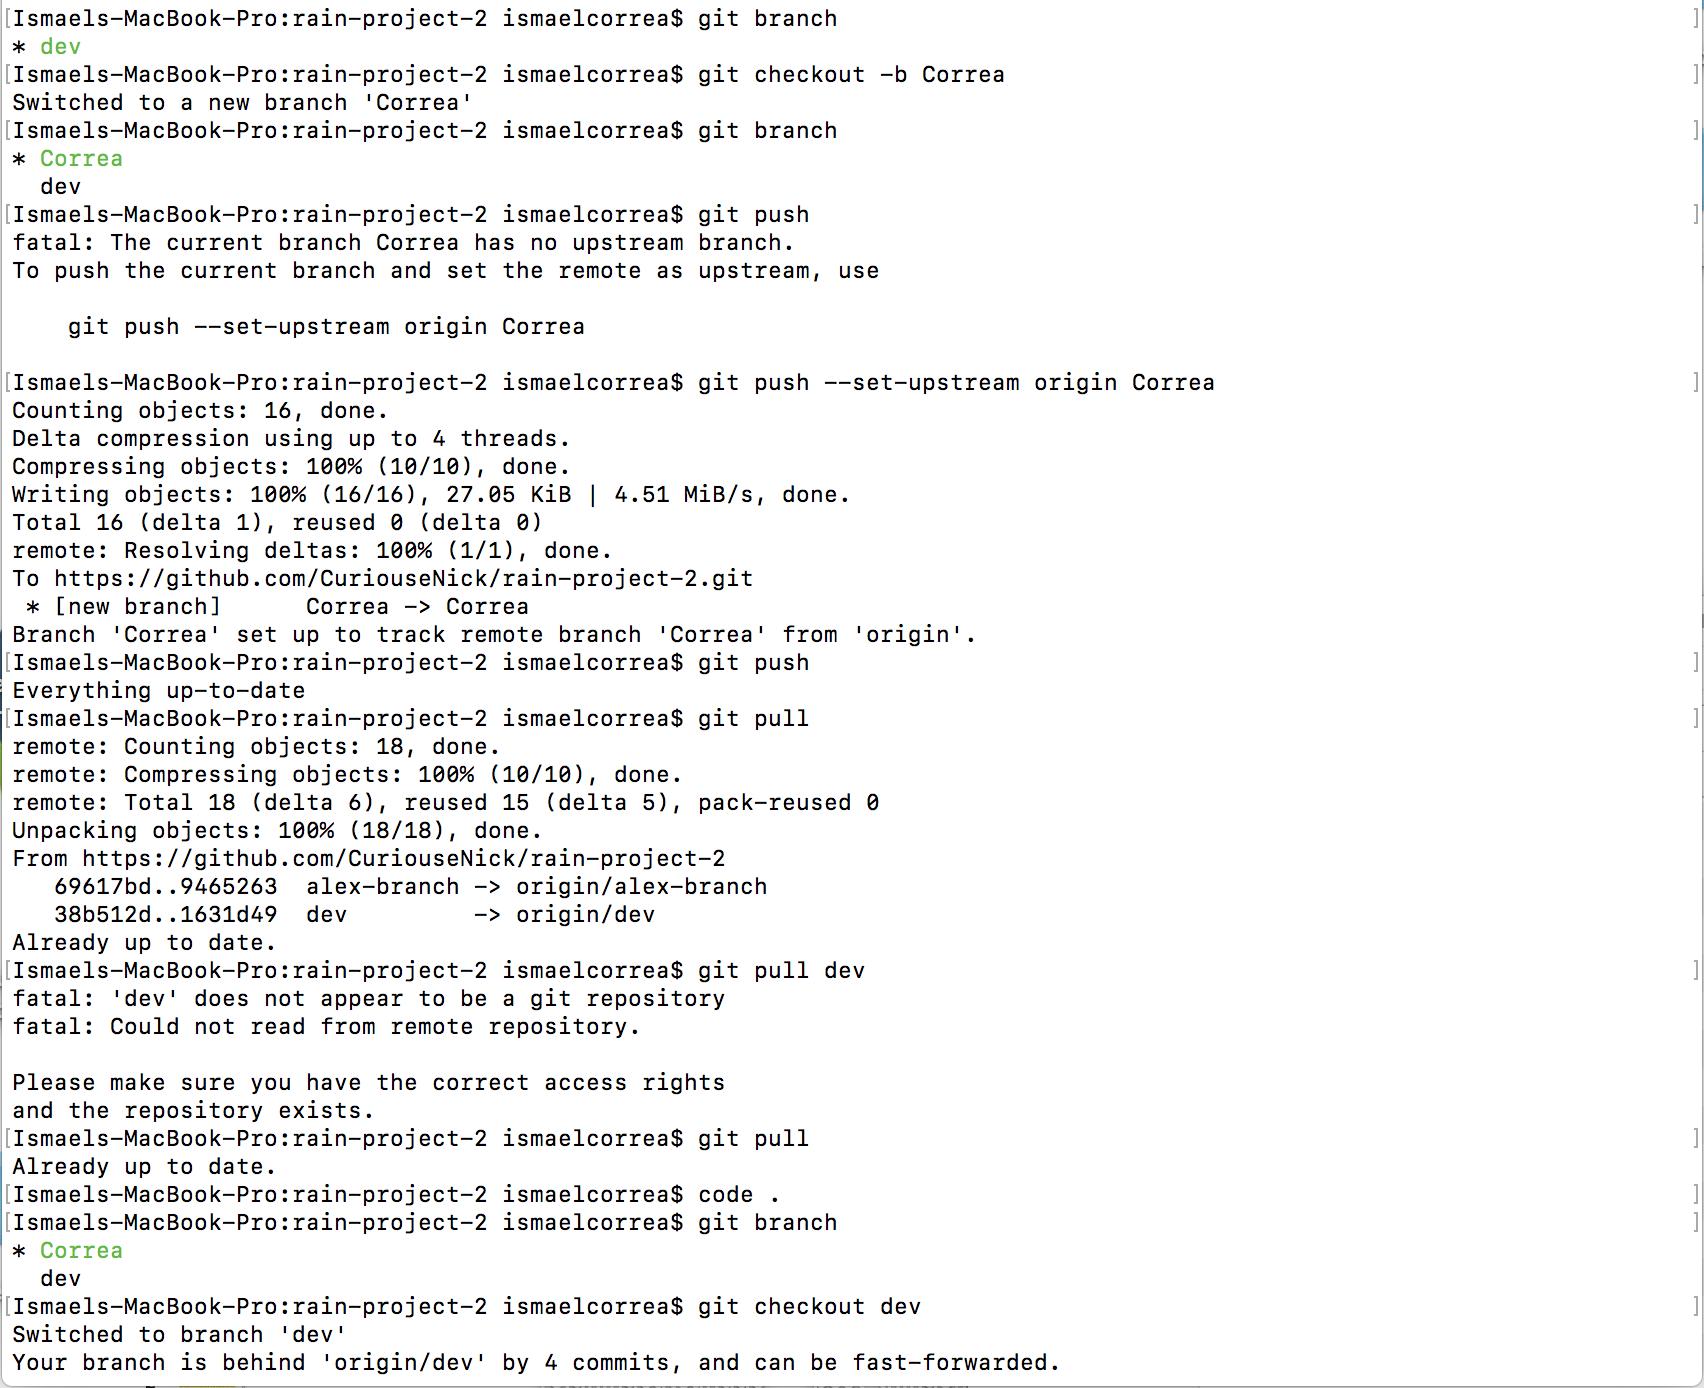 [Ismaels-MacBook-Pro:rain-project-2 ismaelcorrea$ git branch ]
* dev
[Ismaels-MacBook-Pro:rain-project-2 ismaelcorrea$ git checkout -b Correa ]
Switched to a new branch 'Correa'
[Ismaels-MacBook-Pro:rain-project-2 ismaelcorrea$ git branch ]
* Correa
  dev
[Ismaels-MacBook-Pro:rain-project-2 ismaelcorrea$ git push ]
fatal: The current branch Correa has no upstream branch.
To push the current branch and set the remote as upstream, use
    git push --set-upstream origin Correa
[Ismaels-MacBook-Pro:rain-project-2 ismaelcorrea$ git push --set-upstream origin Correa ]
Counting objects: 16, done.
Delta compression using up to 4 threads.
Compressing objects: 100% (10/10), done.
Writing objects: 100% (16/16), 27.05 KiB | 4.51 MiB/s, done.
Total 16 (delta 1), reused 0 (delta 0)
remote: Resolving deltas: 100% (1/1), done.
To https://github.com/CuriouseNick/rain-project-2.git
 * [new branch]      Correa -> Correa
Branch 'Correa' set up to track remote branch 'Correa' from 'origin'.
[Ismaels-MacBook-Pro:rain-project-2 ismaelcorrea$ git push ]
Everything up-to-date
[Ismaels-MacBook-Pro:rain-project-2 ismaelcorrea$ git pull ]
remote: Counting objects: 18, done.
remote: Compressing objects: 100% (10/10), done.
remote: Total 18 (delta 6), reused 15 (delta 5), pack-reused 0
Unpacking objects: 100% (18/18), done.
From https://github.com/CuriouseNick/rain-project-2
   69617bd..9465263  alex-branch -> origin/alex-branch
   38b512d..1631d49  dev         -> origin/dev
Already up to date.
[Ismaels-MacBook-Pro:rain-project-2 ismaelcorrea$ git pull dev ]
fatal: 'dev' does not appear to be a git repository
fatal: Could not read from remote repository.
Please make sure you have the correct access rights
and the repository exists.
[Ismaels-MacBook-Pro:rain-project-2 ismaelcorrea$ git pull ]
Already up to date.
[Ismaels-MacBook-Pro:rain-project-2 ismaelcorrea$ code . ]
[Ismaels-MacBook-Pro:rain-project-2 ismaelcorrea$ git branch ]
* Correa
  dev
[Ismaels-MacBook-Pro:rain-project-2 ismaelcorrea$ git checkout dev ]
Switched to branch 'dev'
Your branch is behind 'origin/dev' by 4 commits, and can be fast-forwarded.